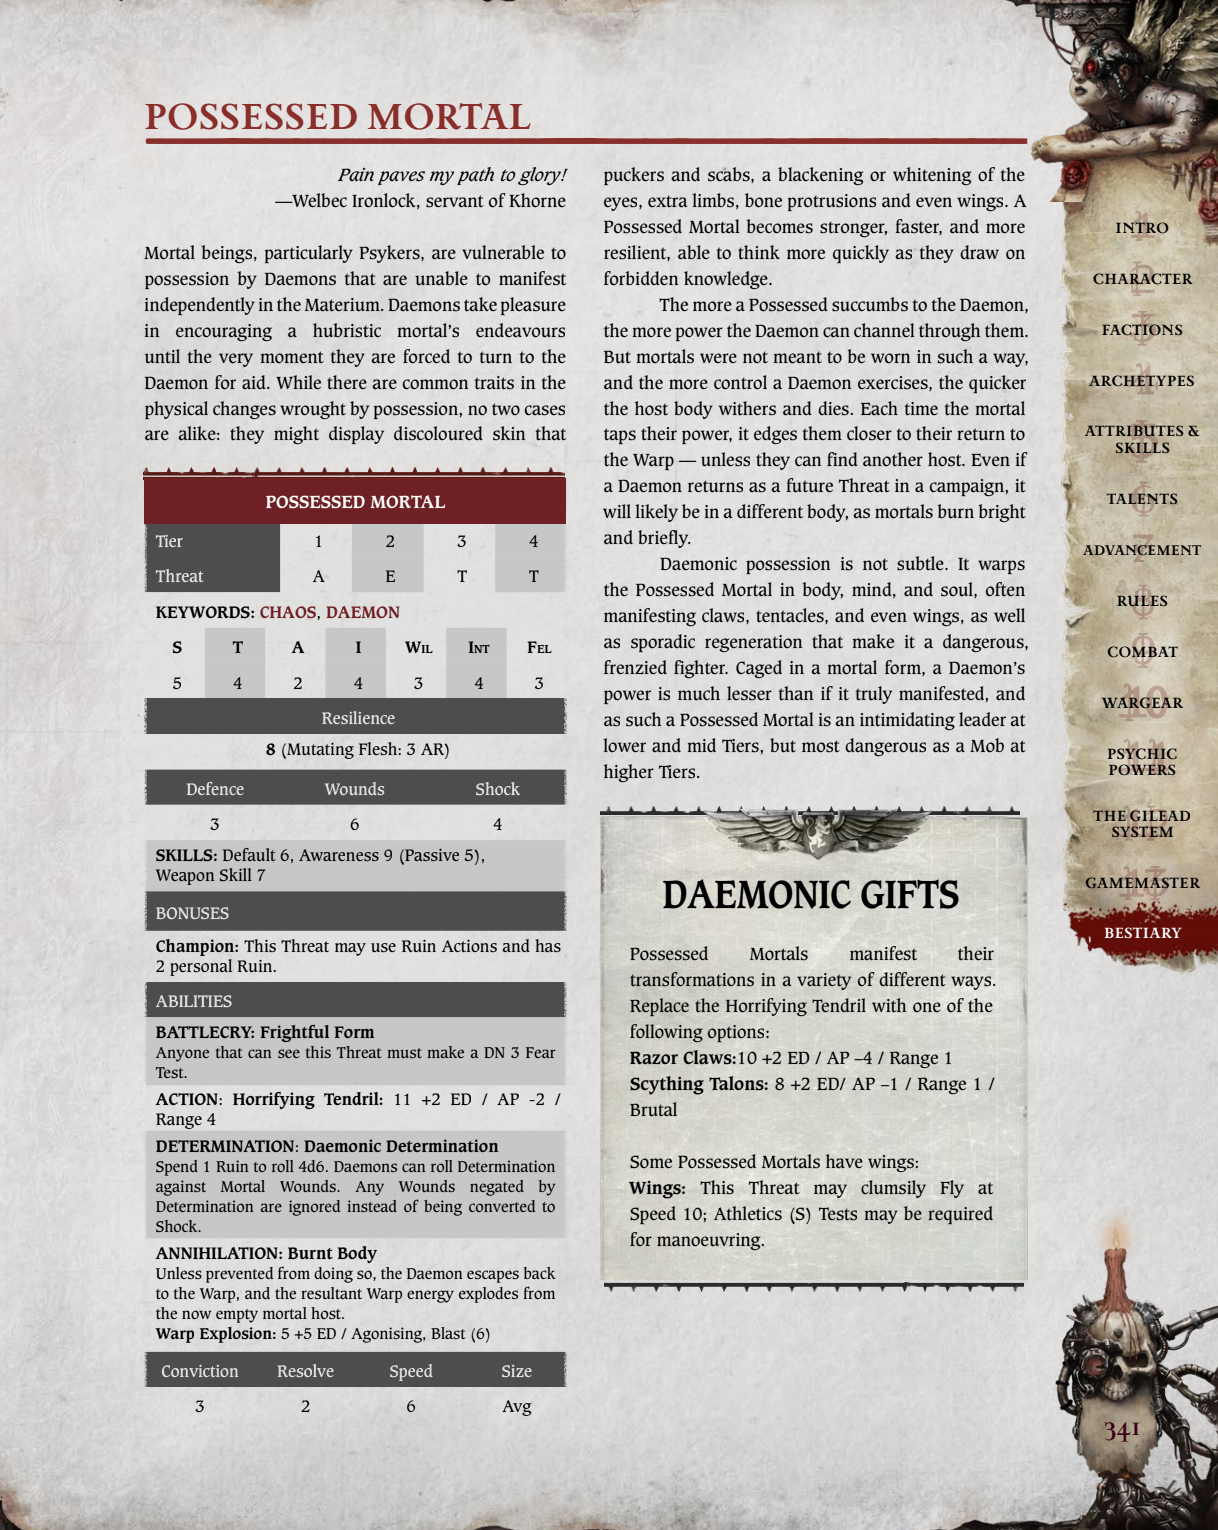 POSSESSED MORTAL
Pain paves my path to glory!
—Welbec Ironlock, servant of Khorne
Mortal beings, particularly Psykers, are vulnerable to
possession by Daemons that are unable to manifest
independently in the Materium. Daemons take pleasure
in encouraging a hubristic mortal's endeavours
until the very moment they are forced to turn to the
Daemon for aid. While there are common traits in the
physical changes wrought by possession, no two cases
are alike: they might display discoloured skin that
POSSESSED MORTAL
Tier 1 2 3 4
Threat A E T T
KEYWORDS: CHAOS, DAEMON
S T A I WIL INT FEL
5 4 2 4 3 4 3
Resilience
8 (Mutating Flesh: 3 AR)
Defence Wounds Shock
3 6 4
SKILLS: Default 6, Awareness 9 (Passive 5),
Weapon Skill 7
BONUSES
Champion: This Threat may use Ruin Actions and has
2 personal Ruin.
ABILITIES
BATTLECRY: Frightful Form
Anyone that can see this Threat must make a DN 3 Fear
Test.
ACTION: Horrifying Tendril: 11 +2 ED / AP -2 /
Range 4
DETERMINATION: Daemonic Determination
Spend 1 Ruin to roll 4d6. Daemons can roll Determination
against Mortal Wounds. Any Wounds negated by
Determination are ignored instead of being converted to
Shock.
ANNIHILATION: Burnt Body
Unless prevented from doing so, the Daemon escapes back
to the Warp, and the resultant Warp energy explodes from
the now empty mortal host.
Warp Explosion: 5 +5 ED / Agonising, Blast (6)
Conviction Resolve Speed Size
3 2 6 Avg
puckers and scabs, a blackening or whitening of the
eyes, extra limbs, bone protrusions and even wings. A
Possessed Mortal becomes stronger, faster, and more
resilient, able to think more quickly as they draw on
forbidden knowledge.
The more a Possessed succumbs to the Daemon,
the more power the Daemon can channel through them.
But mortals were not meant to be worn in such a way,
and the more control a Daemon exercises, the quicker
the host body withers and dies. Each time the mortal
taps their power, it edges them closer to their return to
the Warp — unless they can find another host. Even if
a Daemon returns as a future Threat in a campaign, it
will likely be in a different body, as mortals burn bright
and briefly.
Daemonic possession is not subtle. It warps
the Possessed Mortal in body, mind, and soul, often
manifesting claws, tentacles, and even wings, as well
as sporadic regeneration that make it a dangerous,
frenzied fighter. Caged in a mortal form, a Daemon's
power is much lesser than if it truly manifested, and
as such a Possessed Mortal is an intimidating leader at
lower and mid Tiers, but most dangerous as a Mob at
higher Tiers.
DAEMONIC GIFTS
Possessed Mortals manifest their
transformations in a variety of different ways.
Replace the Horrifying Tendril with one of the
following options:
Razor Claws:10 +2 ED / AP –4 / Range 1
Scything Talons: 8 +2 ED/ AP –1 / Range 1 /
Brutal
Some Possessed Mortals have wings:
Wings: This Threat may clumsily Fly at
Speed 10; Athletics (S) Tests may be required
for manoeuvring.
INTRO
CHARACTER
FACTIONS
ARCHETYPES
ATTRIBUTES &
SKILLS
TALENTS
ADVANCEMENT
RULES
COMBAT
WARGEAR
PSYCHIC
POWERS
THE GILEAD
SYSTEM
GAMEMASTER
BESTIARY
341